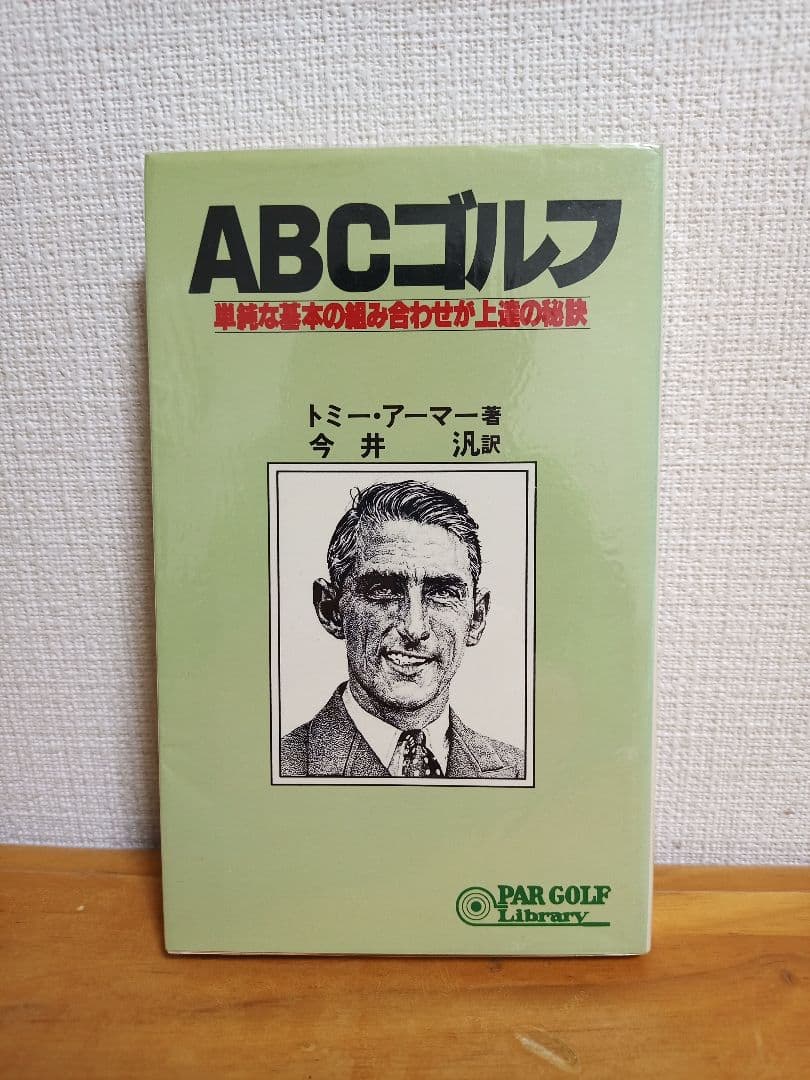 ABCゴルフ
単純な基本の組み合わせが上達の秘訣
トミー・アーマー著
今井 汎訳
PAR GOLF
Library